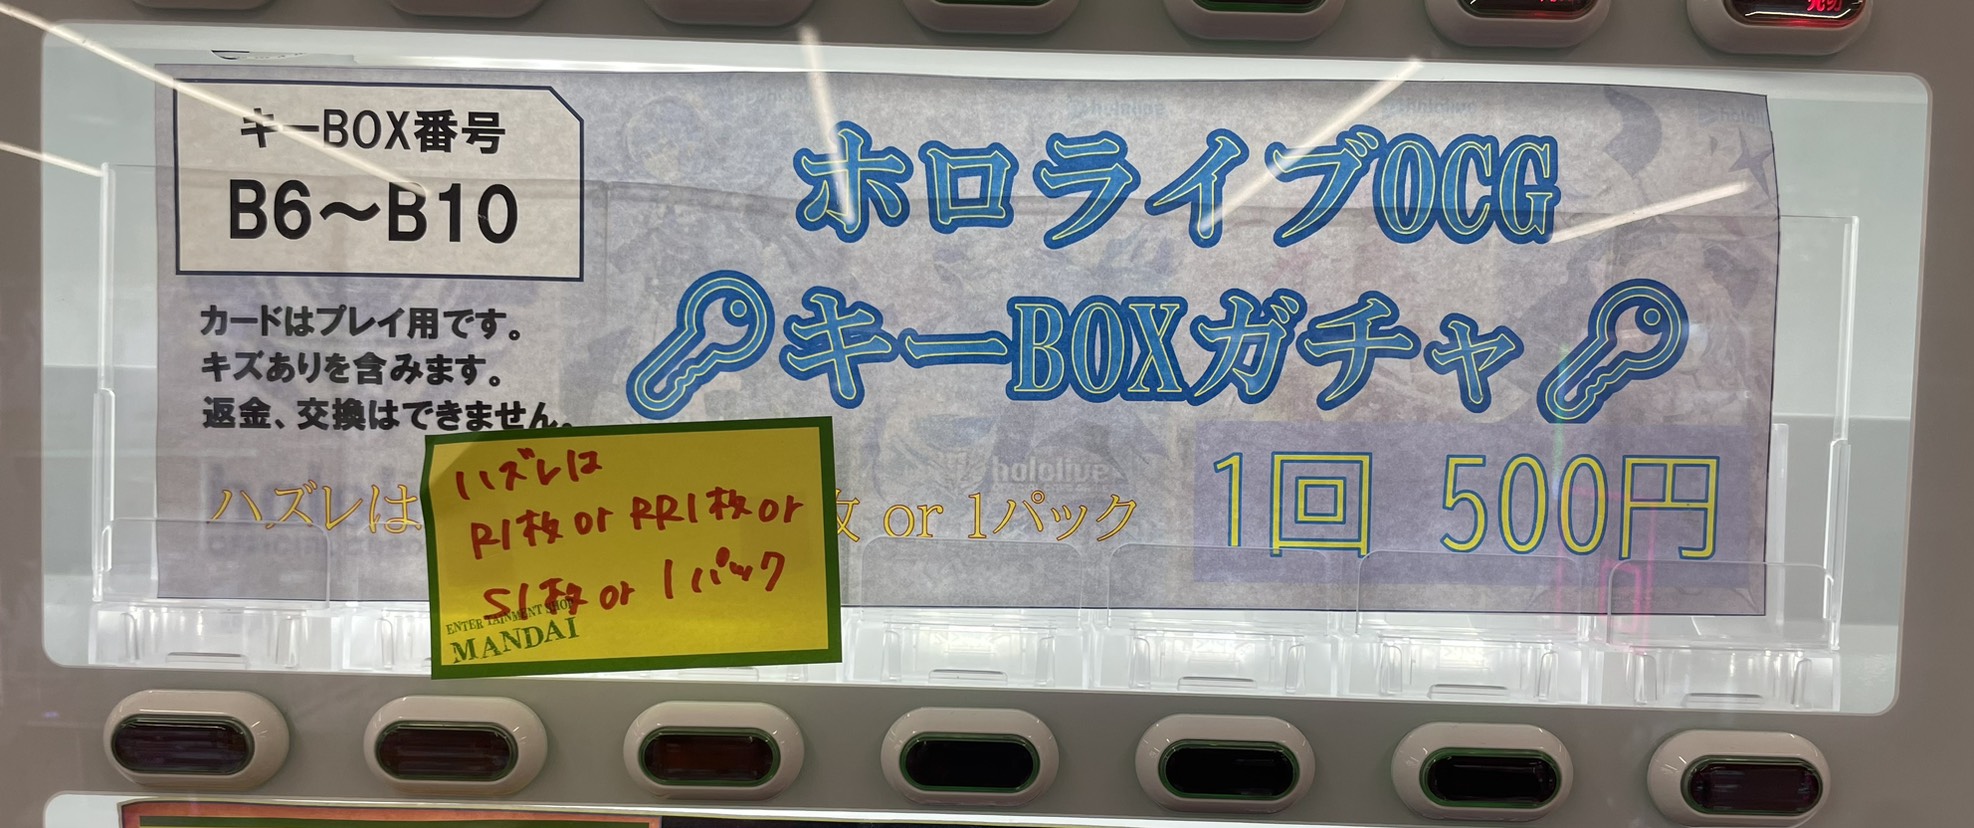 キーBOX番号
B6～B10
カードはプレイ用です。
キズありを含みます。
返金、交換はできません。
ホロライブOCG
キーBOXガチャ
1回 500円
ハズレは
枚 or 1パック
ハズレは
R1枚 or RR1枚 or
S1枚 or 1パック
ENTERTAINMENT SHOP
MANDAI
hololive